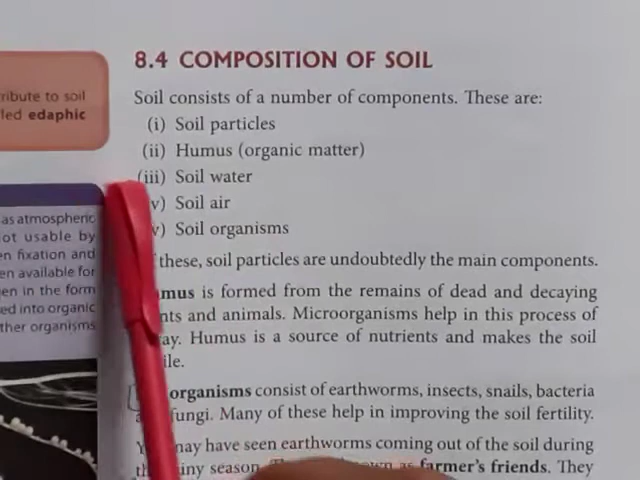 8.4 COMPOSITION OF SOIL
Soil consists of a number of components. These are:
(i) Soil particles
(ii) Humus (organic matter)
(iii) Soil water
v) Soil air
v) Soil organisms
these, soil particles are undoubtedly the main components.
mus is formed from the remains of dead and decaying
nts and animals. Microorganisms help in this process of
ay. Humus is a source of nutrients and makes the soil
ile.
organisms consist of earthworms, insects, snails, bacteria
fungi. Many of these help in improving the soil fertility.
may have seen earthworms coming out of the soil during
iny season. as farmer's friends. They
ribute to soil
led edaphic
as atmospheric
ot usable by
en fixation and
en available for
en in the form
ed into organic
ther organisms